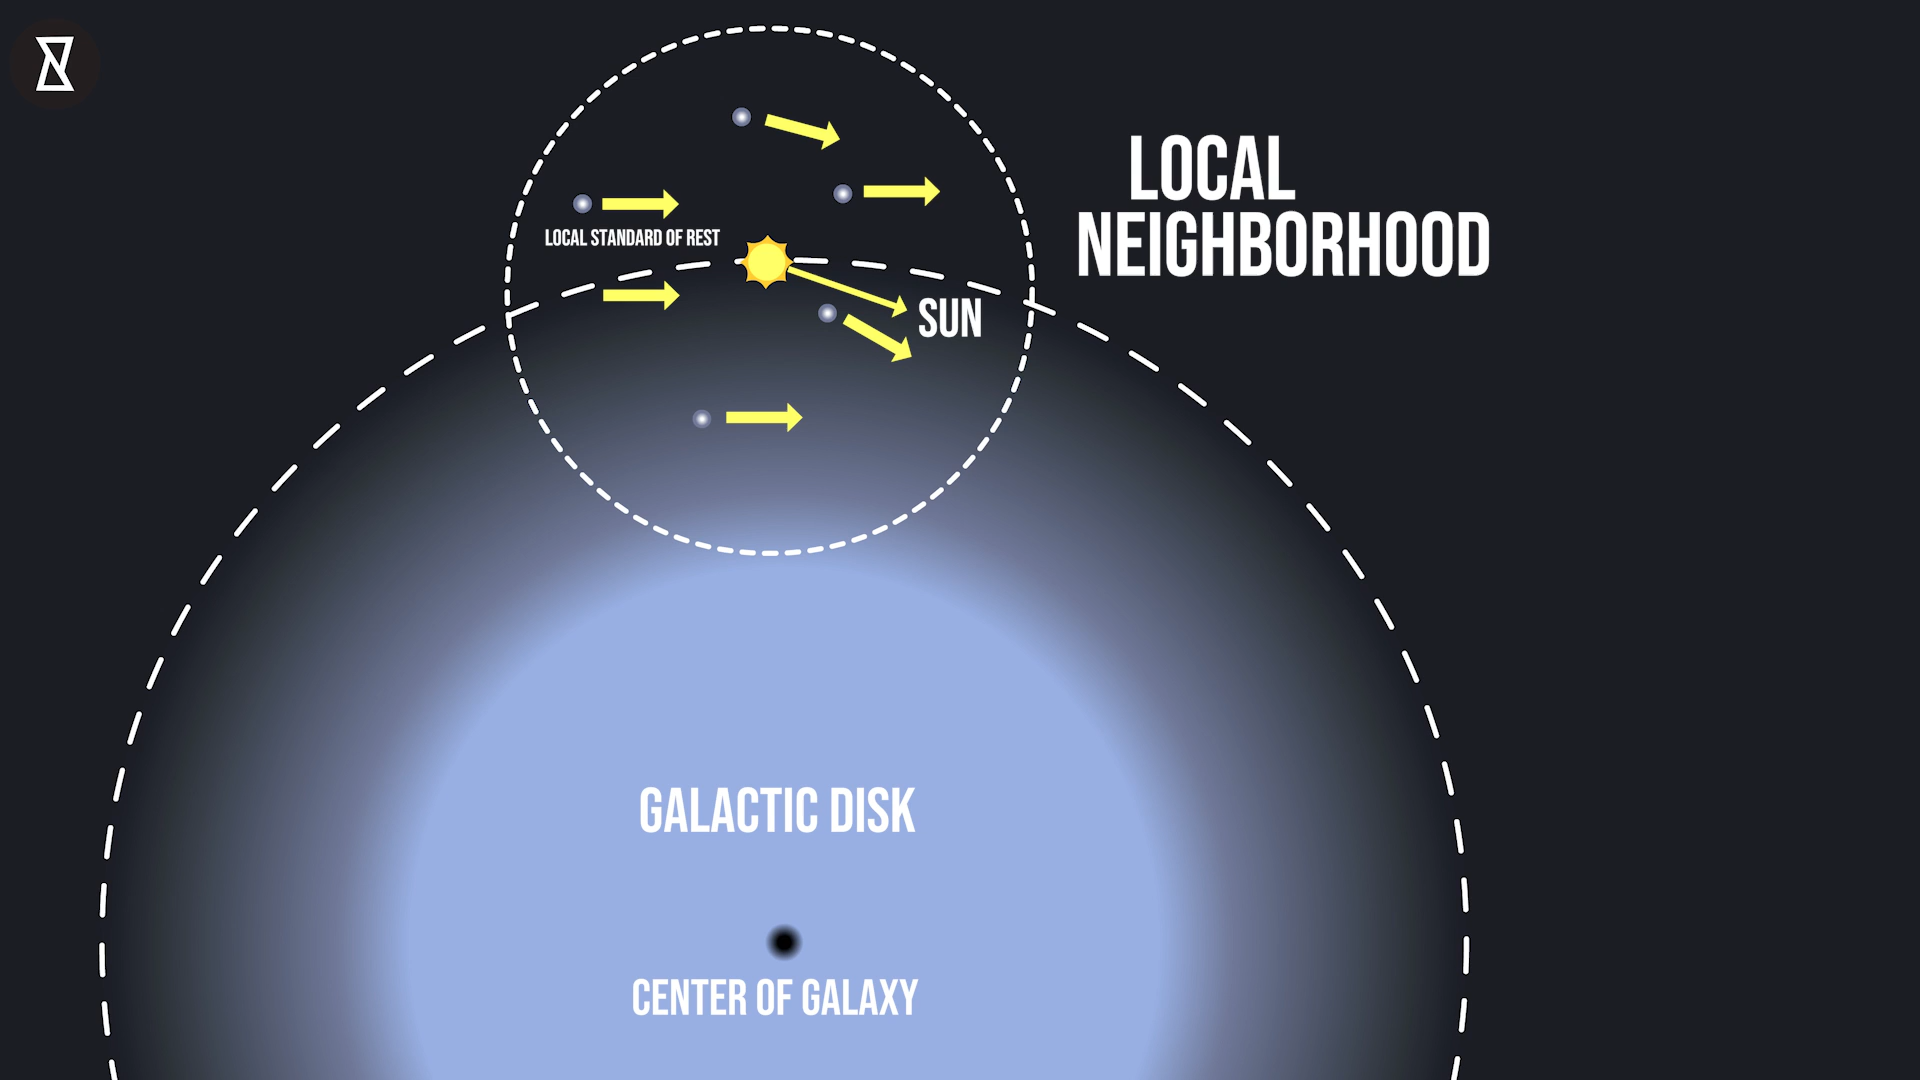 LOCAL
NEIGHBORHOOD
LOCAL STANDARD OF REST
SUN
GALACTIC DISK
CENTER OF GALAXY